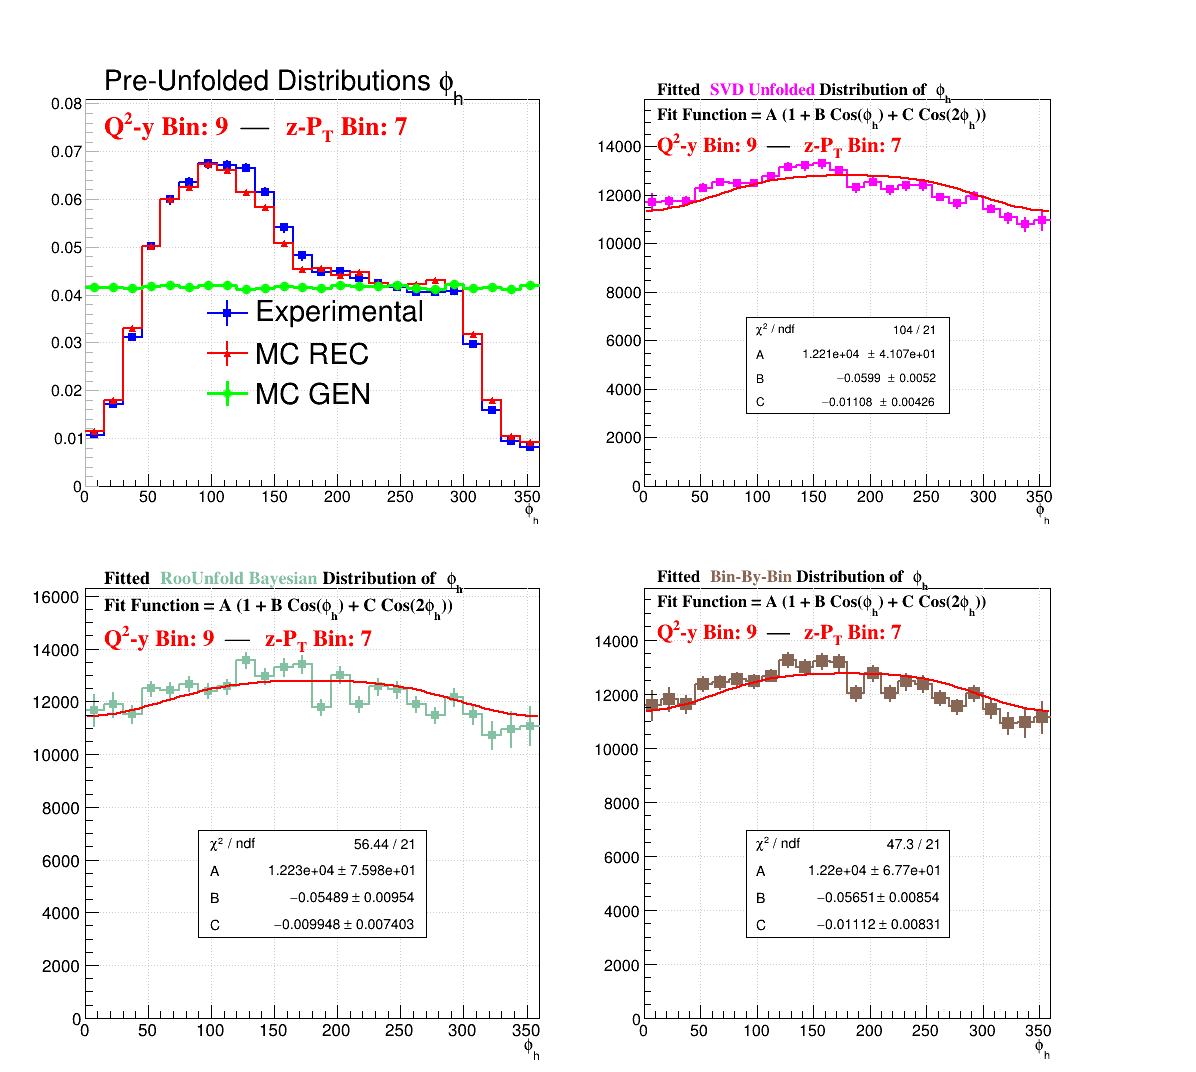 Pre-Unfolded Distributions ϕh
Q²-y Bin: 9 — z-PT Bin: 7
0.08
0.07
0.06
0.05
0.04
0.03
0.02
0.01
0
Experimental
MC REC
MC GEN
0 50 100 150 200 250 300 350
ϕh
Fitted SVD Unfolded Distribution of ϕh
Fit Function = A (1 + B Cos(ϕh) + C Cos(2ϕh))
Q²-y Bin: 9 — z-PT Bin: 7
14000
12000
10000
8000
6000
4000
2000
0
χ² / ndf 104 / 21
A 1.221e+04 ± 4.107e+01
B −0.0599 ± 0.0052
C −0.01108 ± 0.00426
0 50 100 150 200 250 300 350
ϕh
Fitted RooUnfold Bayesian Distribution of ϕh
Fit Function = A (1 + B Cos(ϕh) + C Cos(2ϕh))
Q²-y Bin: 9 — z-PT Bin: 7
16000
14000
12000
10000
8000
6000
4000
2000
0
χ² / ndf 56.44 / 21
A 1.223e+04 ± 7.598e+01
B −0.05489 ± 0.00954
C −0.009948 ± 0.007403
0 50 100 150 200 250 300 350
ϕh
Fitted Bin-By-Bin Distribution of ϕh
Fit Function = A (1 + B Cos(ϕh) + C Cos(2ϕh))
Q²-y Bin: 9 — z-PT Bin: 7
14000
12000
10000
8000
6000
4000
2000
0
χ² / ndf 47.3 / 21
A 1.22e+04 ± 6.77e+01
B −0.05651 ± 0.00854
C −0.01112 ± 0.00831
0 50 100 150 200 250 300 350
ϕh